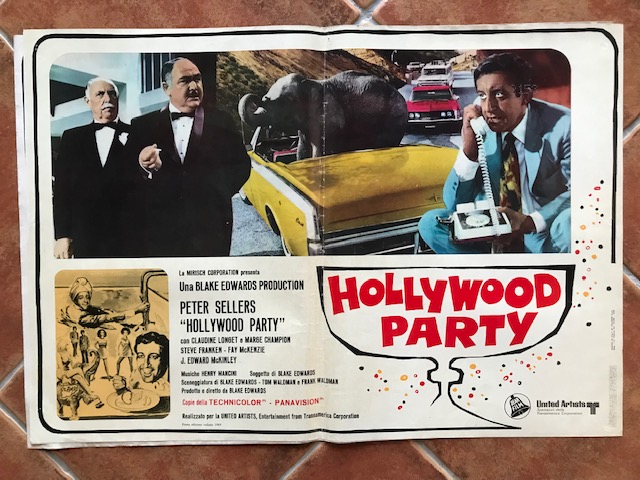 La MIRISCH CORPORATION presenta
Una BLAKE EDWARDS PRODUCTION
PETER SELLERS
"HOLLYWOOD PARTY"
con CLAUDINE LONGET e MARGE CHAMPION
STEVE FRANKEN - FAY McKENZIE
J. EDWARD McKINLEY
Musiche HENRY MANCINI Soggetto di BLAKE EDWARDS
Sceneggiatura di BLAKE EDWARDS - TOM WALDMAN e FRANK WALDMAN
Prodotto e diretto da BLAKE EDWARDS
Copie della TECHNICOLOR - PANAVISION
Realizzato per la UNITED ARTISTS, Entertainment from Transamerica Corporation
HOLLYWOOD
PARTY
United Artists
Transamerica Corporation